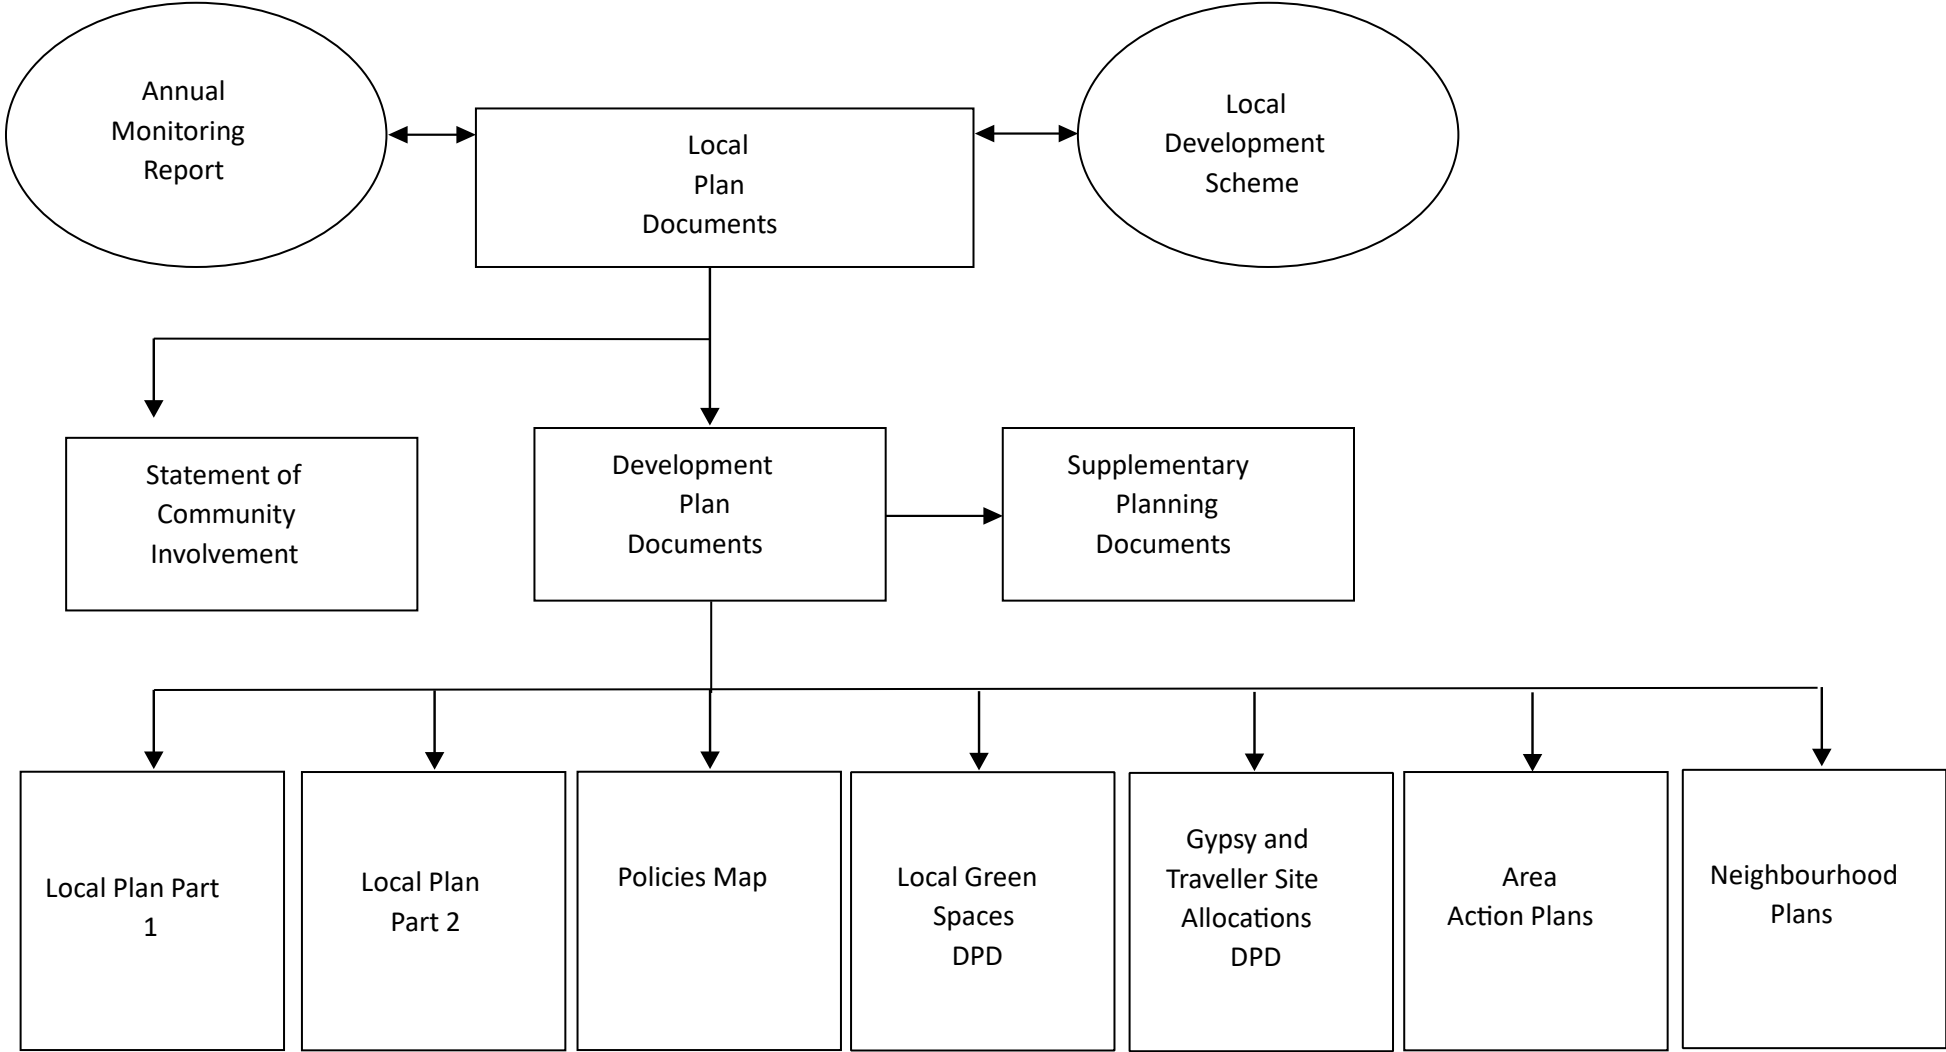 Annual
Monitoring
Report
Local
Plan
Documents
Local
Development
Scheme
Statement of
Community
Involvement
Development
Plan
Documents
Supplementary
Planning
Documents
Local Plan Part
1
Local Plan
Part 2
Policies Map
Local Green
Spaces
DPD
Gypsy and
Traveller Site
Allocations
DPD
Area
Action Plans
Neighbourhood
Plans